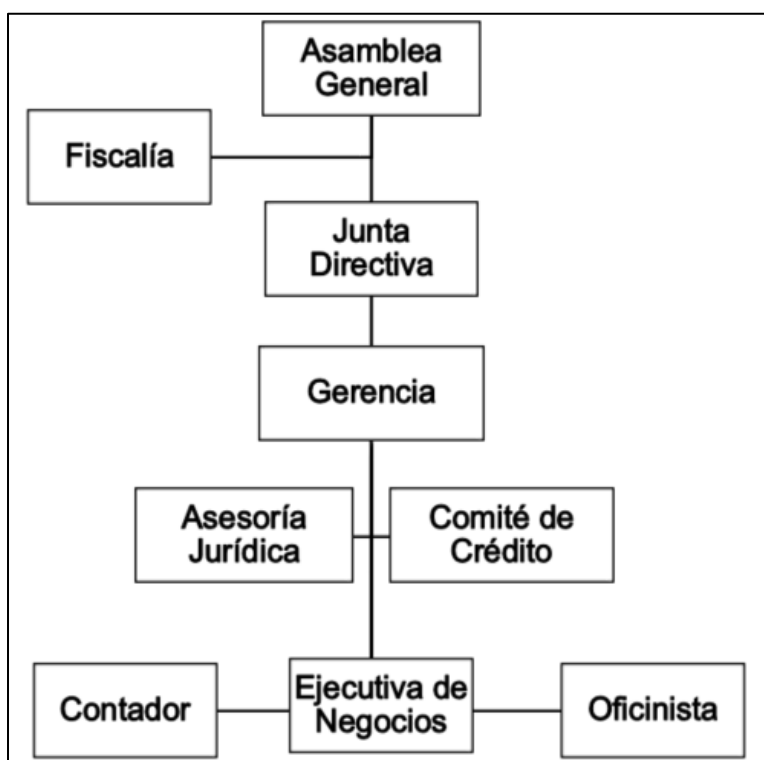 Asamblea
General
Fiscalía
Junta
Directiva
Gerencia
Asesoría
Jurídica
Comité de
Crédito
Contador
Ejecutiva de
Negocios
Oficinista